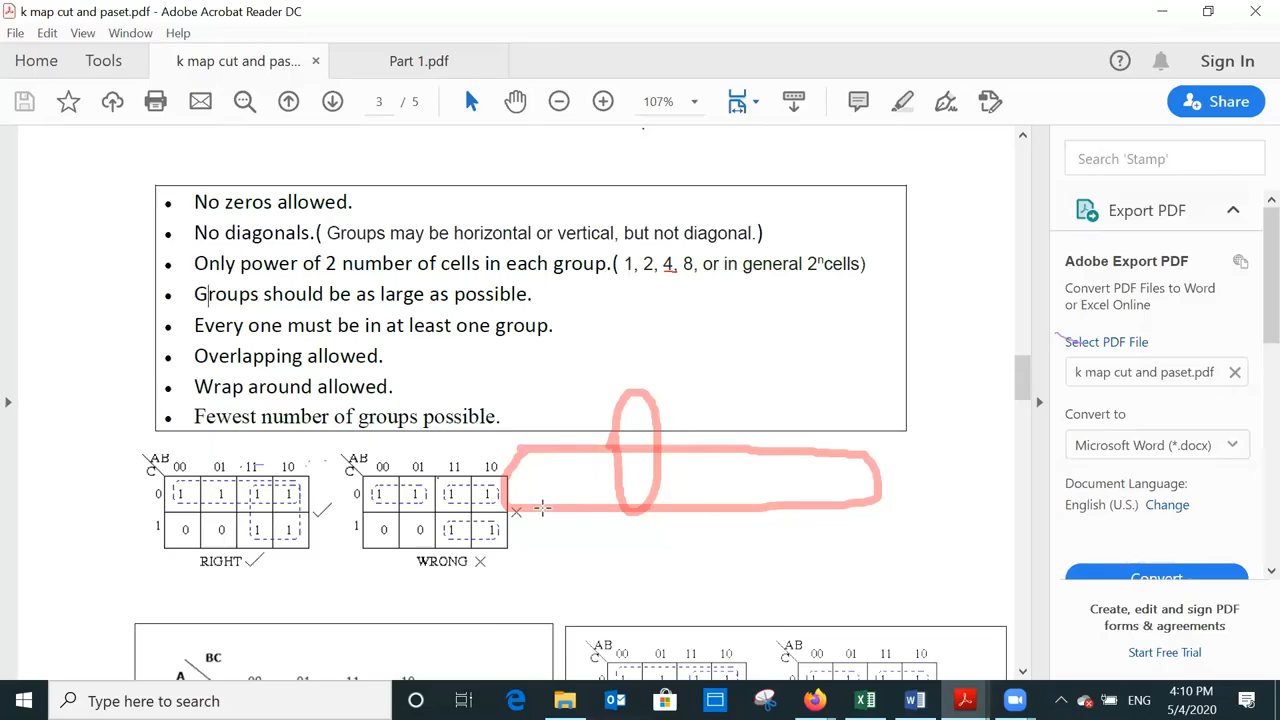 k map cut and paset.pdf - Adobe Acrobat Reader DC
File Edit View Window Help
Home Tools k map cut and pas... × Part 1.pdf Sign In
3 / 5 107% Share
No zeros allowed.
No diagonals.( Groups may be horizontal or vertical, but not diagonal.)
Only power of 2 number of cells in each group.( 1, 2, 4, 8, or in general 2ⁿcells)
Groups should be as large as possible.
Every one must be in at least one group.
Overlapping allowed.
Wrap around allowed.
Fewest number of groups possible.
AB
C 00 01 11 10
0 1 1 1 1
1 0 0 1 1
RIGHT
AB
C 00 01 11 10
0 1 1 1 1
1 0 0 1 1
WRONG
BC
A
AB
C 00 01 11 10
AB
C 00 01 11 10
Search 'Stamp'
Export PDF
Adobe Export PDF
Convert PDF Files to Word
or Excel Online
Select PDF File
k map cut and paset.pdf
Convert to
Microsoft Word (*.docx)
Document Language:
English (U.S.) Change
Convert
Create, edit and sign PDF
forms & agreements
Start Free Trial
Type here to search
ENG
4:10 PM
5/4/2020